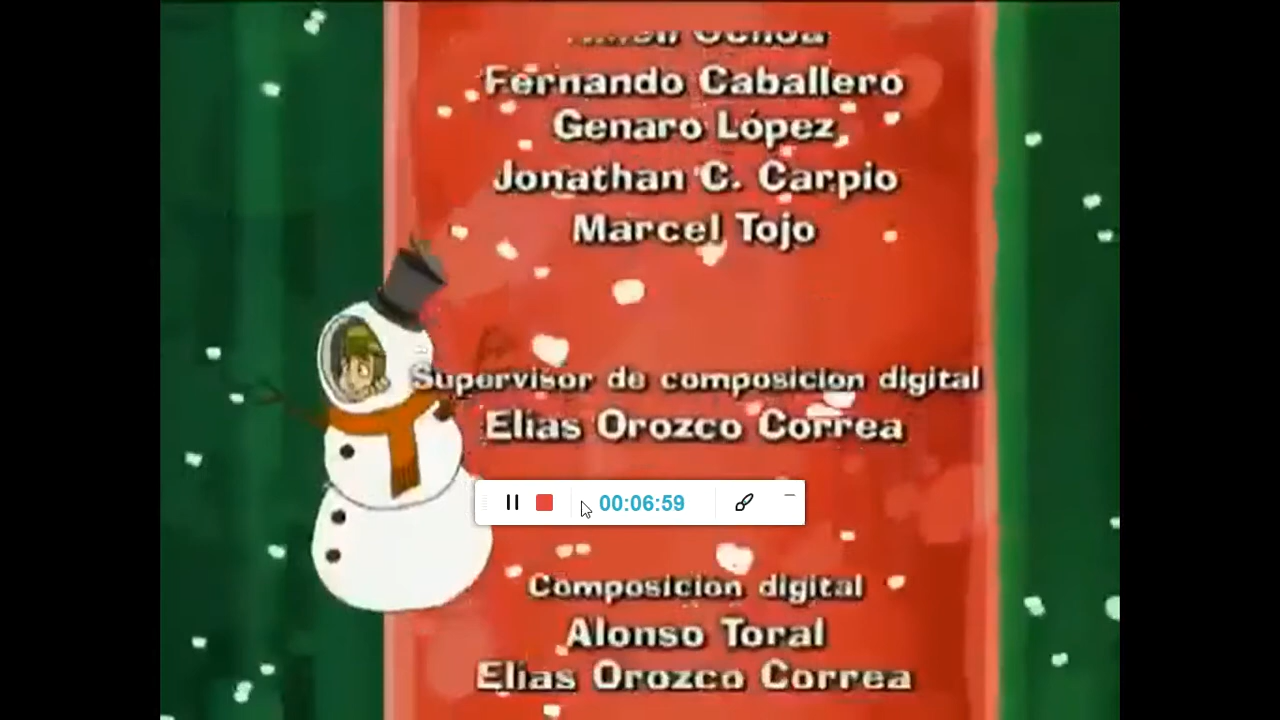 Ochoa
Fernando Caballero
Genaro López
Jonathan C. Carpio
Marcel Tojo
Supervisor de composicion digital
Elias Orozco Correa
00:06:59
Composicion digital
Alonso Toral
Elias Orozco Correa